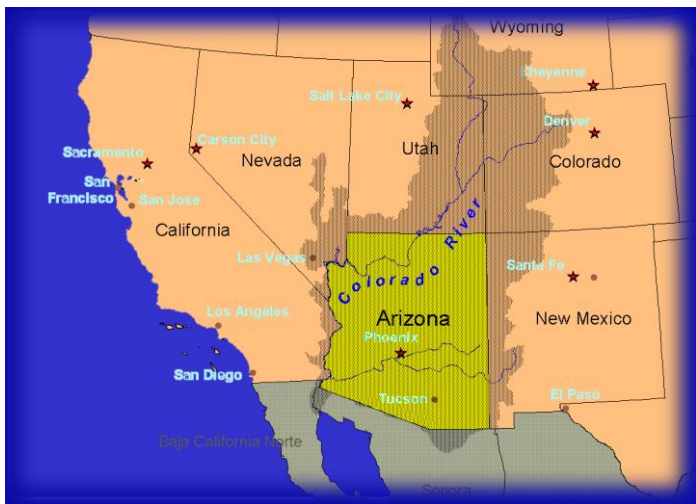 Wyoming
Cheyenne
Salt Lake City
Denver
Carson City
Utah
Sacramento
Nevada
Colorado
San
Francisco
San Jose
California
Colorado River
Las Vegas
Santa Fe
Los Angeles
Arizona
New Mexico
Phoenix
San Diego
Tucson
El Paso
Baja California Norte
Sonora